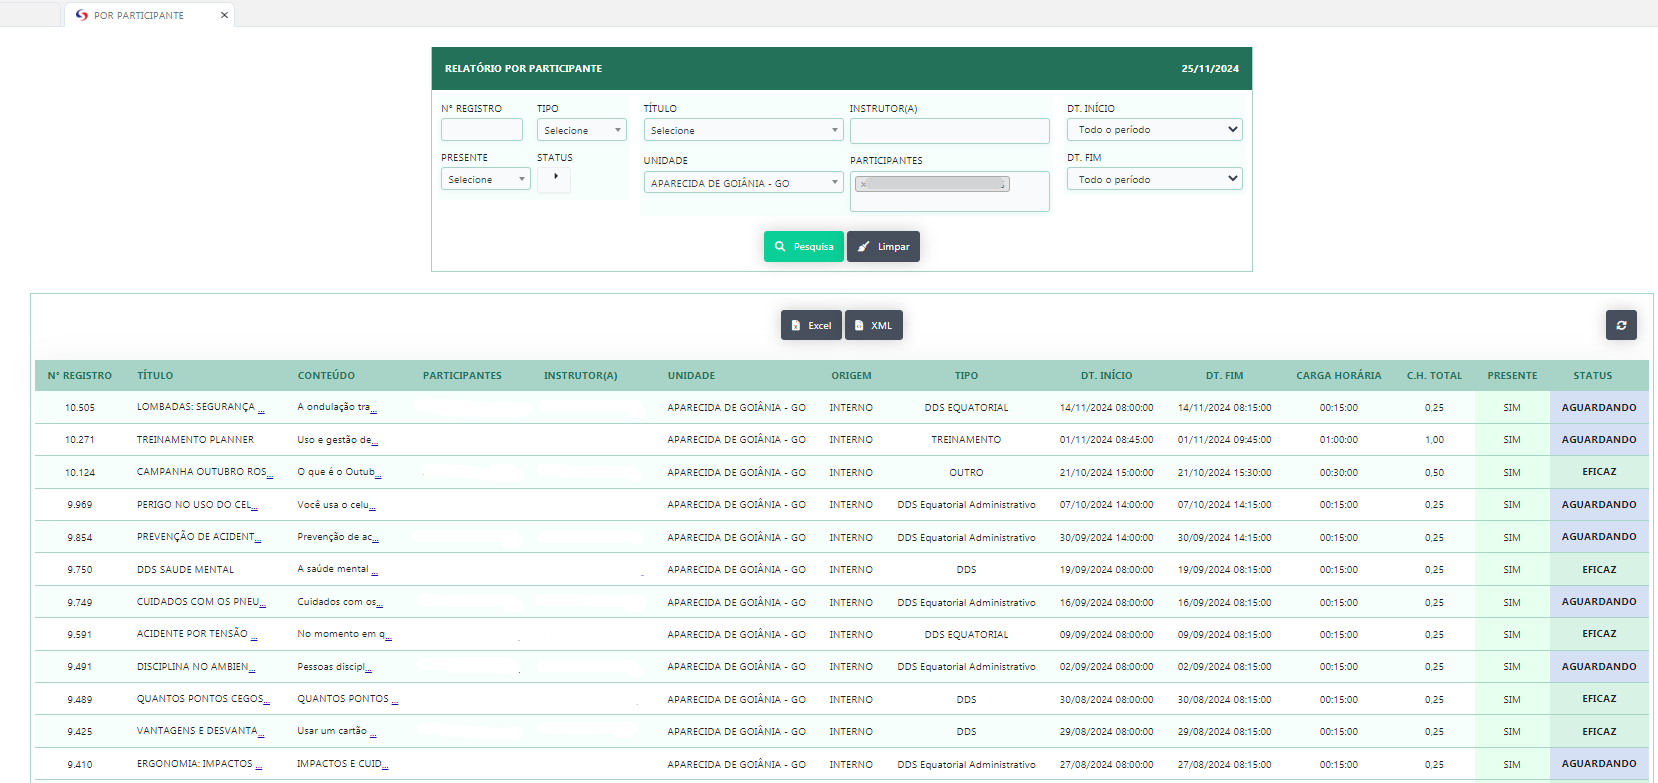 POR PARTICIPANTE ×
RELATÓRIO POR PARTICIPANTE 25/11/2024
N° REGISTRO TIPO TÍTULO INSTRUTOR(A) DT. INÍCIO
Selecione Selecione Todo o período
PRESENTE STATUS UNIDADE PARTICIPANTES DT. FIM
Selecione APARECIDA DE GOIÂNIA - GO × Todo o período
Pesquisa Limpar
Excel XML
N° REGISTRO TÍTULO CONTEÚDO PARTICIPANTES INSTRUTOR(A) UNIDADE ORIGEM TIPO DT. INÍCIO DT. FIM CARGA HORÁRIA C.H. TOTAL PRESENTE STATUS
10.505 LOMBADAS: SEGURANÇA ... A ondulação tra... APARECIDA DE GOIÂNIA - GO INTERNO DDS EQUATORIAL 14/11/2024 08:00:00 14/11/2024 08:15:00 00:15:00 0,25 SIM AGUARDANDO
10.271 TREINAMENTO PLANNER Uso e gestão de... APARECIDA DE GOIÂNIA - GO INTERNO TREINAMENTO 01/11/2024 08:45:00 01/11/2024 09:45:00 01:00:00 1,00 SIM AGUARDANDO
10.124 CAMPANHA OUTUBRO ROS... O que é o Outub... APARECIDA DE GOIÂNIA - GO INTERNO OUTRO 21/10/2024 15:00:00 21/10/2024 15:30:00 00:30:00 0,50 SIM EFICAZ
9.969 PERIGO NO USO DO CEL... Você usa o celu... APARECIDA DE GOIÂNIA - GO INTERNO DDS Equatorial Administrativo 07/10/2024 14:00:00 07/10/2024 14:15:00 00:15:00 0,25 SIM AGUARDANDO
9.854 PREVENÇÃO DE ACIDENT... Prevenção de ac... APARECIDA DE GOIÂNIA - GO INTERNO DDS Equatorial Administrativo 30/09/2024 14:00:00 30/09/2024 14:15:00 00:15:00 0,25 SIM AGUARDANDO
9.750 DDS SAUDE MENTAL A saúde mental ... APARECIDA DE GOIÂNIA - GO INTERNO DDS 19/09/2024 08:00:00 19/09/2024 08:15:00 00:15:00 0,25 SIM EFICAZ
9.749 CUIDADOS COM OS PNEU... Cuidados com os... APARECIDA DE GOIÂNIA - GO INTERNO DDS Equatorial Administrativo 16/09/2024 08:00:00 16/09/2024 08:15:00 00:15:00 0,25 SIM AGUARDANDO
9.591 ACIDENTE POR TENSÃO ... No momento em q... APARECIDA DE GOIÂNIA - GO INTERNO DDS EQUATORIAL 09/09/2024 08:00:00 09/09/2024 08:15:00 00:15:00 0,25 SIM EFICAZ
9.491 DISCIPLINA NO AMBIEN... Pessoas discipl... APARECIDA DE GOIÂNIA - GO INTERNO DDS Equatorial Administrativo 02/09/2024 08:00:00 02/09/2024 08:15:00 00:15:00 0,25 SIM AGUARDANDO
9.489 QUANTOS PONTOS CEGOS... QUANTOS PONTOS ... APARECIDA DE GOIÂNIA - GO INTERNO DDS 30/08/2024 08:00:00 30/08/2024 08:15:00 00:15:00 0,25 SIM EFICAZ
9.425 VANTAGENS E DESVANTA... Usar um cartão ... APARECIDA DE GOIÂNIA - GO INTERNO DDS 29/08/2024 08:00:00 29/08/2024 08:15:00 00:15:00 0,25 SIM EFICAZ
9.410 ERGONOMIA: IMPACTOS ... IMPACTOS E CUID... APARECIDA DE GOIÂNIA - GO INTERNO DDS Equatorial Administrativo 27/08/2024 08:00:00 27/08/2024 08:15:00 00:15:00 0,25 SIM AGUARDANDO